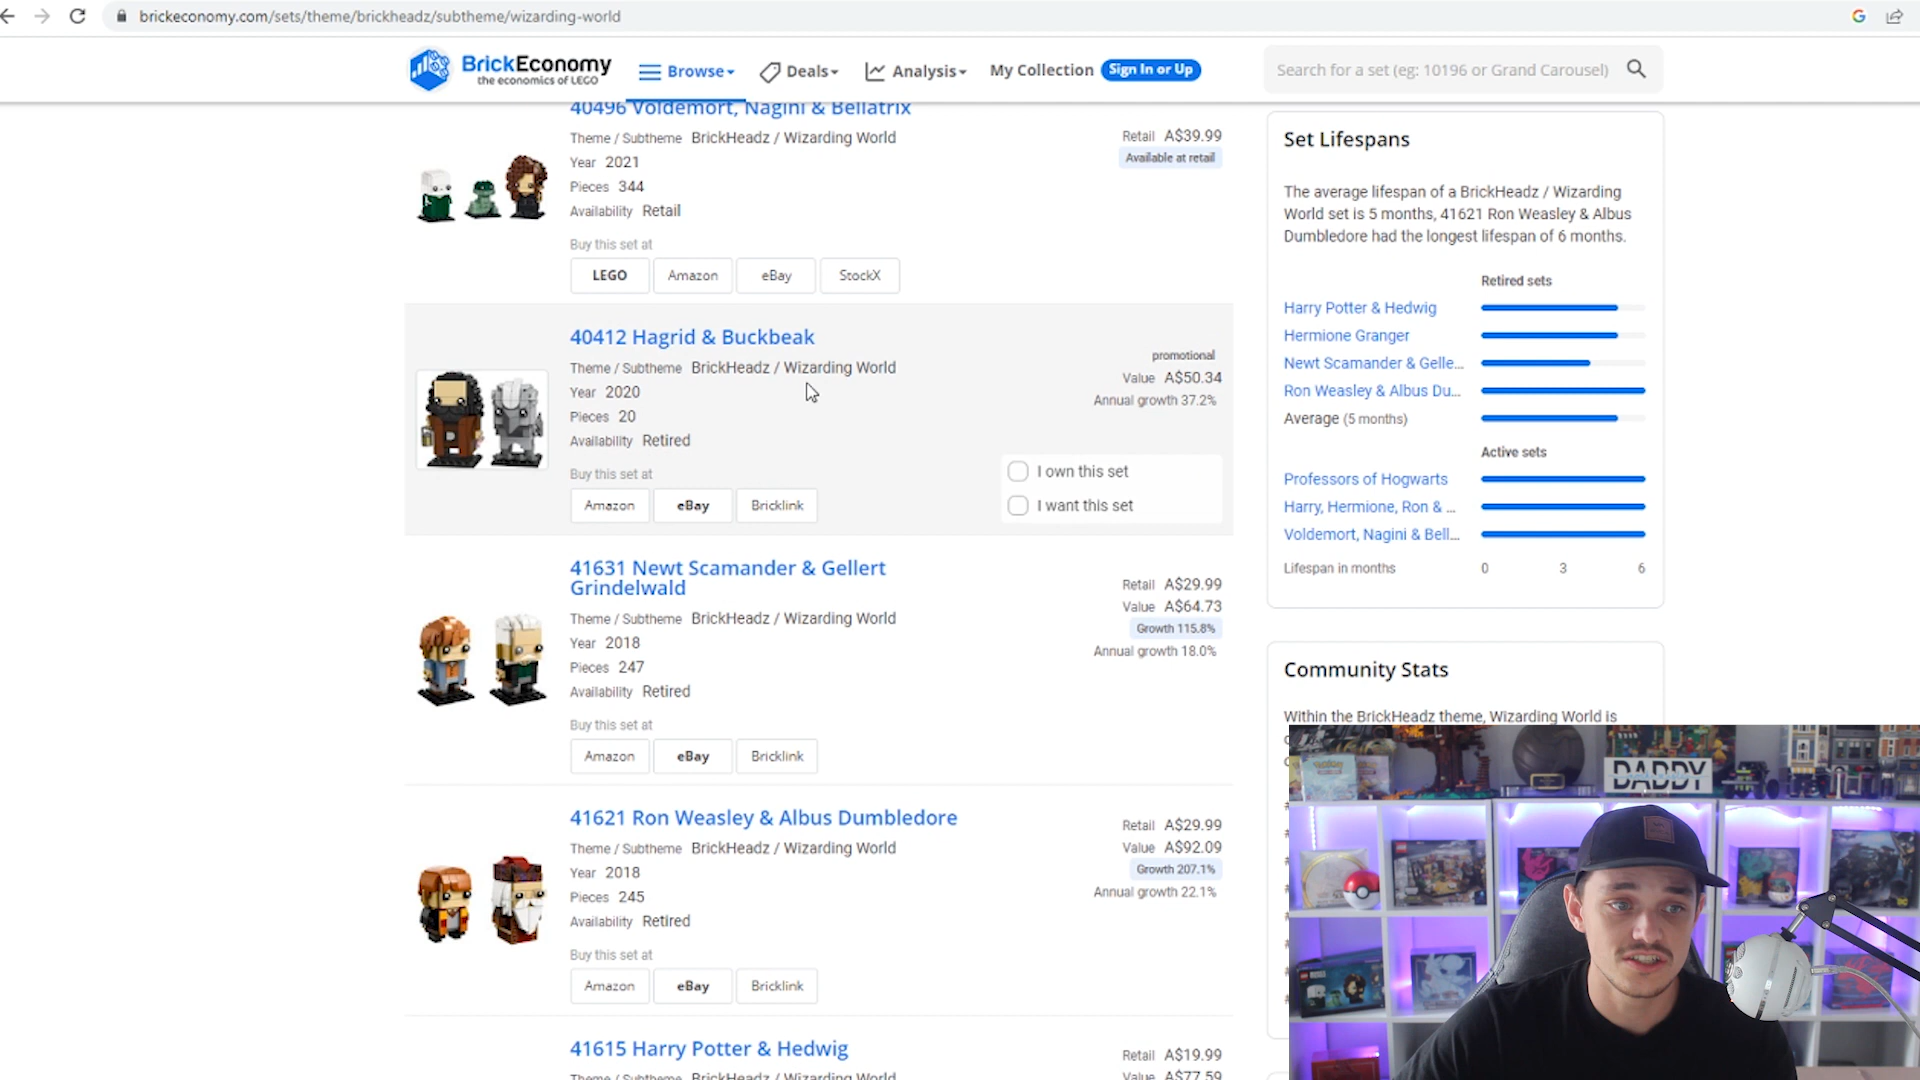 brickeconomy.com/sets/theme/brickheadz/subtheme/wizarding-world
BrickEconomy
the economics of LEGO
Browse
Deals
Analysis
My Collection
Sign In or Up
Search for a set (eg: 10196 or Grand Carousel)
40496 Voldemort, Nagini & Bellatrix
Theme / Subtheme BrickHeadz / Wizarding World
Year 2021
Pieces 344
Availability Retail
Retail A$39.99
Available at retail
Buy this set at
LEGO Amazon eBay StockX
40412 Hagrid & Buckbeak
Theme / Subtheme BrickHeadz / Wizarding World
Year 2020
Pieces 20
Availability Retired
promotional
Value A$50.34
Annual growth 37.2%
I own this set
I want this set
Buy this set at
Amazon eBay Bricklink
41631 Newt Scamander & Gellert
Grindelwald
Theme / Subtheme BrickHeadz / Wizarding World
Year 2018
Pieces 247
Availability Retired
Retail A$29.99
Value A$64.73
Growth 115.8%
Annual growth 18.0%
Buy this set at
Amazon eBay Bricklink
41621 Ron Weasley & Albus Dumbledore
Theme / Subtheme BrickHeadz / Wizarding World
Year 2018
Pieces 245
Availability Retired
Retail A$29.99
Value A$92.09
Growth 207.1%
Annual growth 22.1%
Buy this set at
Amazon eBay Bricklink
41615 Harry Potter & Hedwig
Theme / Subtheme BrickHeadz / Wizarding World
Retail A$19.99
Value A$77.59
Set Lifespans
The average lifespan of a BrickHeadz / Wizarding
World set is 5 months, 41621 Ron Weasley & Albus
Dumbledore had the longest lifespan of 6 months.
Retired sets
Harry Potter & Hedwig
Hermione Granger
Newt Scamander & Gelle...
Ron Weasley & Albus Du...
Average (5 months)
Active sets
Professors of Hogwarts
Harry, Hermione, Ron & ...
Voldemort, Nagini & Bell...
Lifespan in months 0 3 6
Community Stats
Within the BrickHeadz theme, Wizarding World is
DADDY